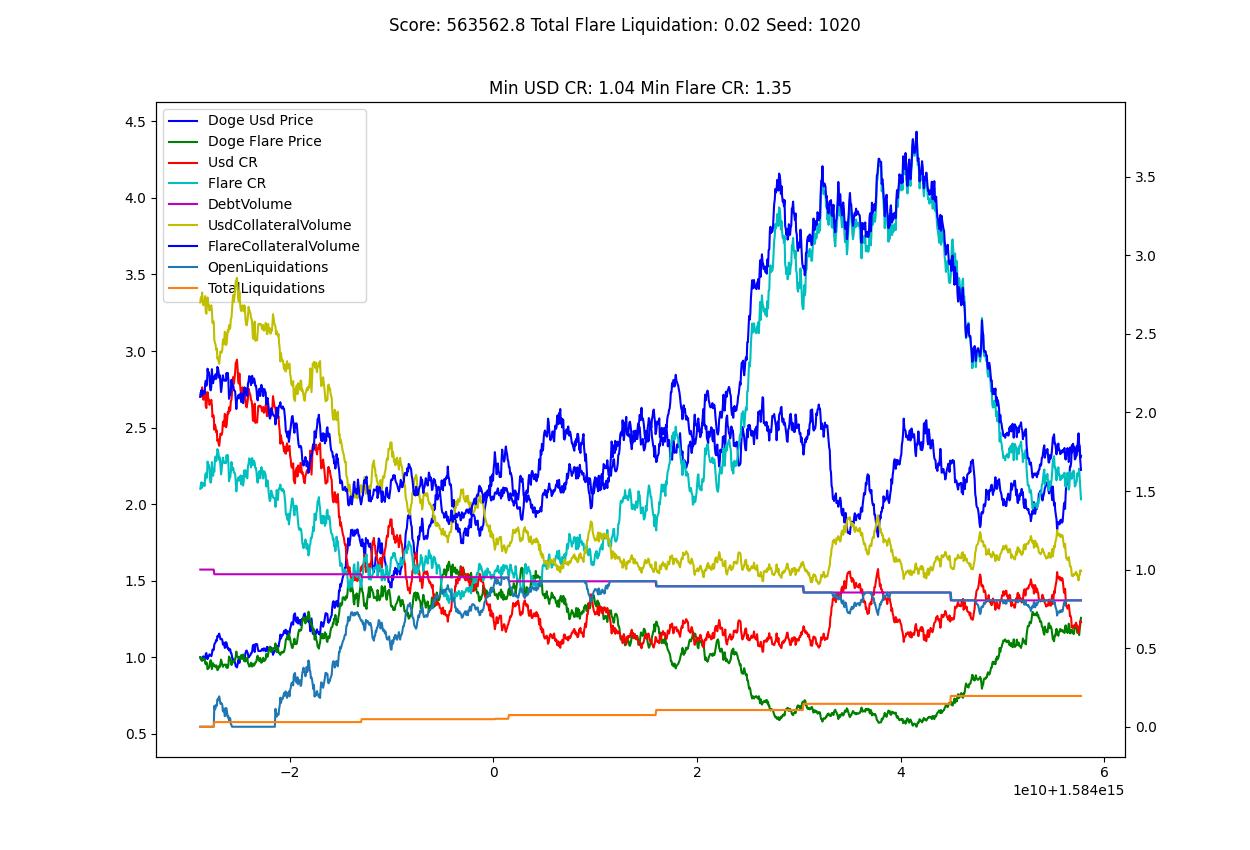 Score: 563562.8 Total Flare Liquidation: 0.02 Seed: 1020
Min USD CR: 1.04 Min Flare CR: 1.35
Doge Usd Price
Doge Flare Price
Usd CR
Flare CR
DebtVolume
UsdCollateralVolume
FlareCollateralVolume
OpenLiquidations
TotalLiquidations
4.5
4.0
3.5
3.0
2.5
2.0
1.5
1.0
0.5
3.5
3.0
2.5
2.0
1.5
1.0
0.5
0.0
−2
0
2
4
6
1e10+1.584e15